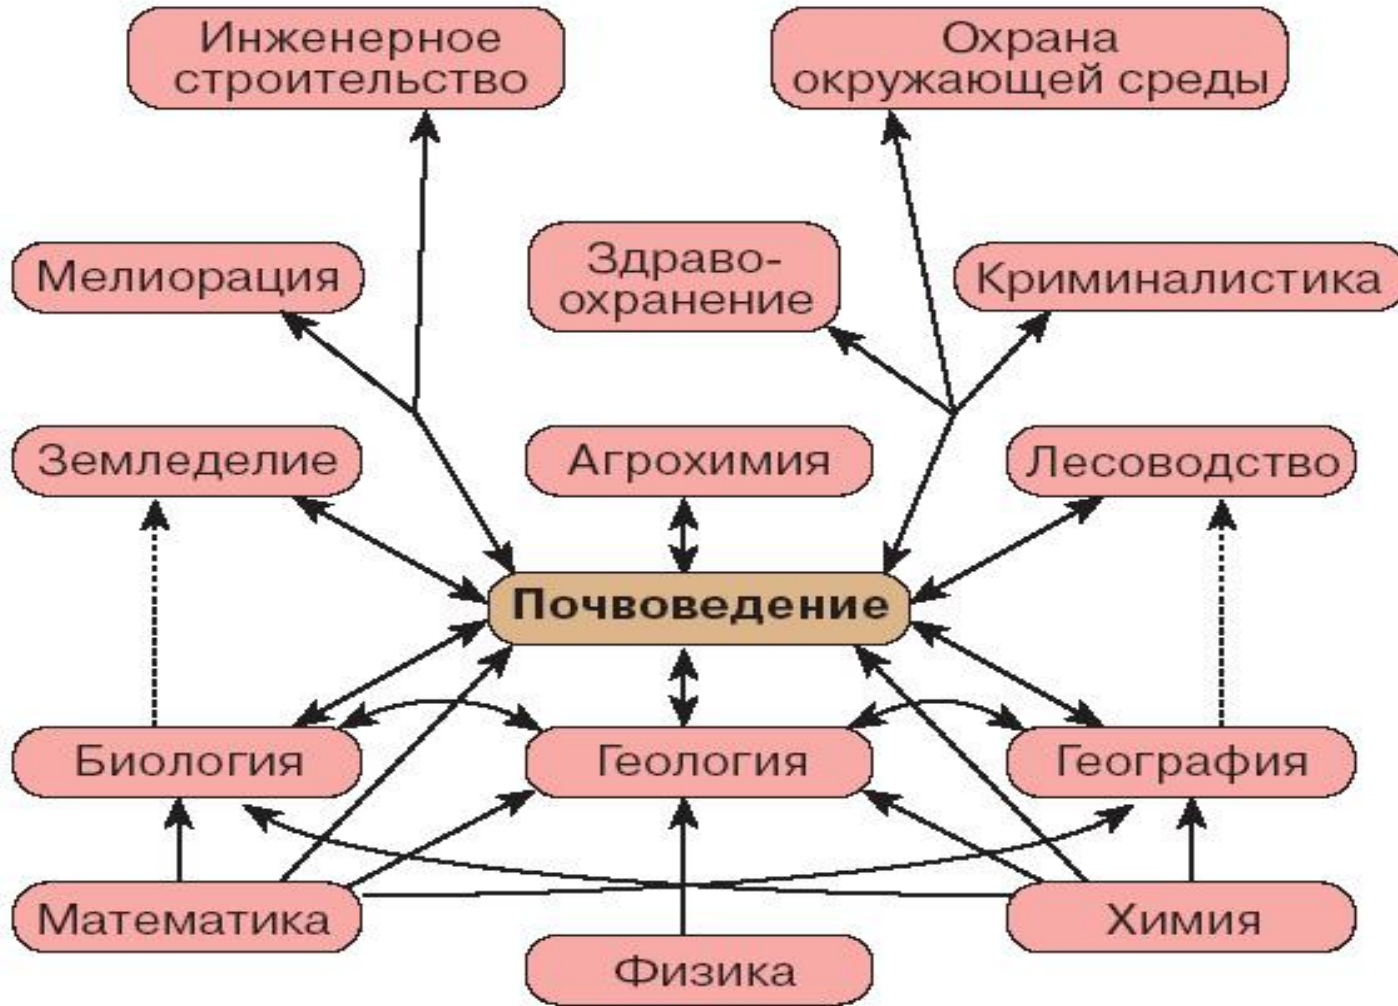 Инженерное
строительство
Охрана
окружающей среды
Мелиорация
Здраво-
охранение
Криминалистика
Земледелие
Агрохимия
Лесоводство
Почвоведение
Биология
Геология
География
Математика
Физика
Химия